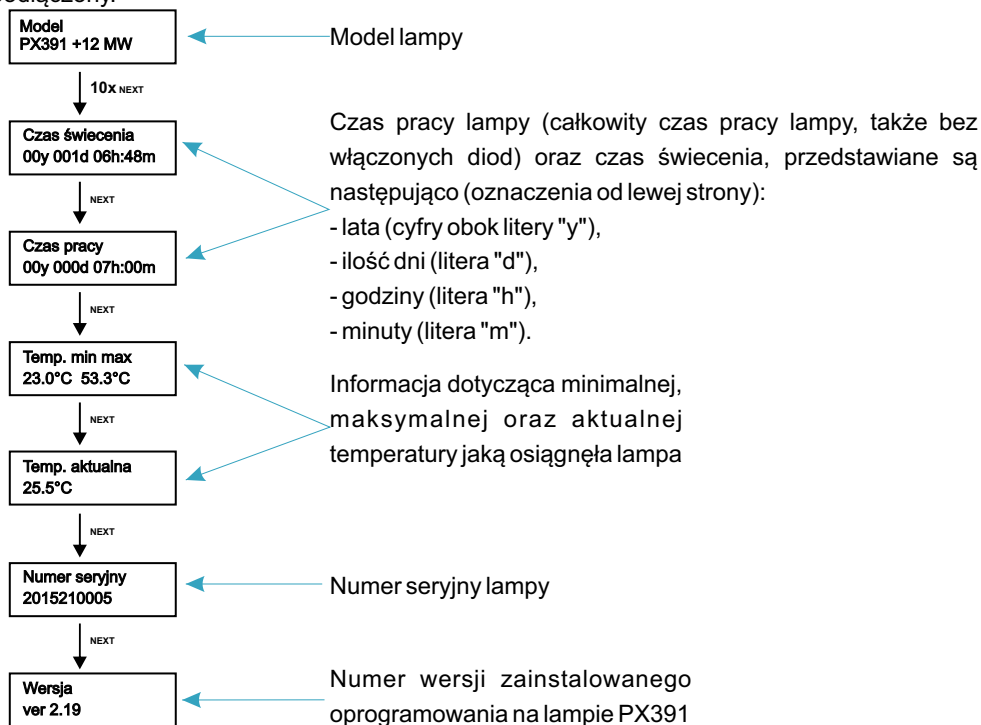 podłączony.
Model
PX391 +12 MW
Model lampy
10x NEXT
Czas świecenia
00y 001d 06h:48m
NEXT
Czas pracy
00y 000d 07h:00m
Czas pracy lampy (całkowity czas pracy lampy, także bez
włączonych diod) oraz czas świecenia, przedstawiane są
następująco (oznaczenia od lewej strony):
- lata (cyfry obok litery "y"),
- ilość dni (litera "d"),
- godziny (litera "h"),
- minuty (litera "m").
NEXT
Temp. min max
23.0°C 53.3°C
NEXT
Temp. aktualna
25.5°C
Informacja dotycząca minimalnej,
maksymalnej oraz aktualnej
temperatury jaką osiągnęła lampa
NEXT
Numer seryjny
2015210005
Numer seryjny lampy
NEXT
Wersja
ver 2.19
Numer wersji zainstalowanego
oprogramowania na lampie PX391